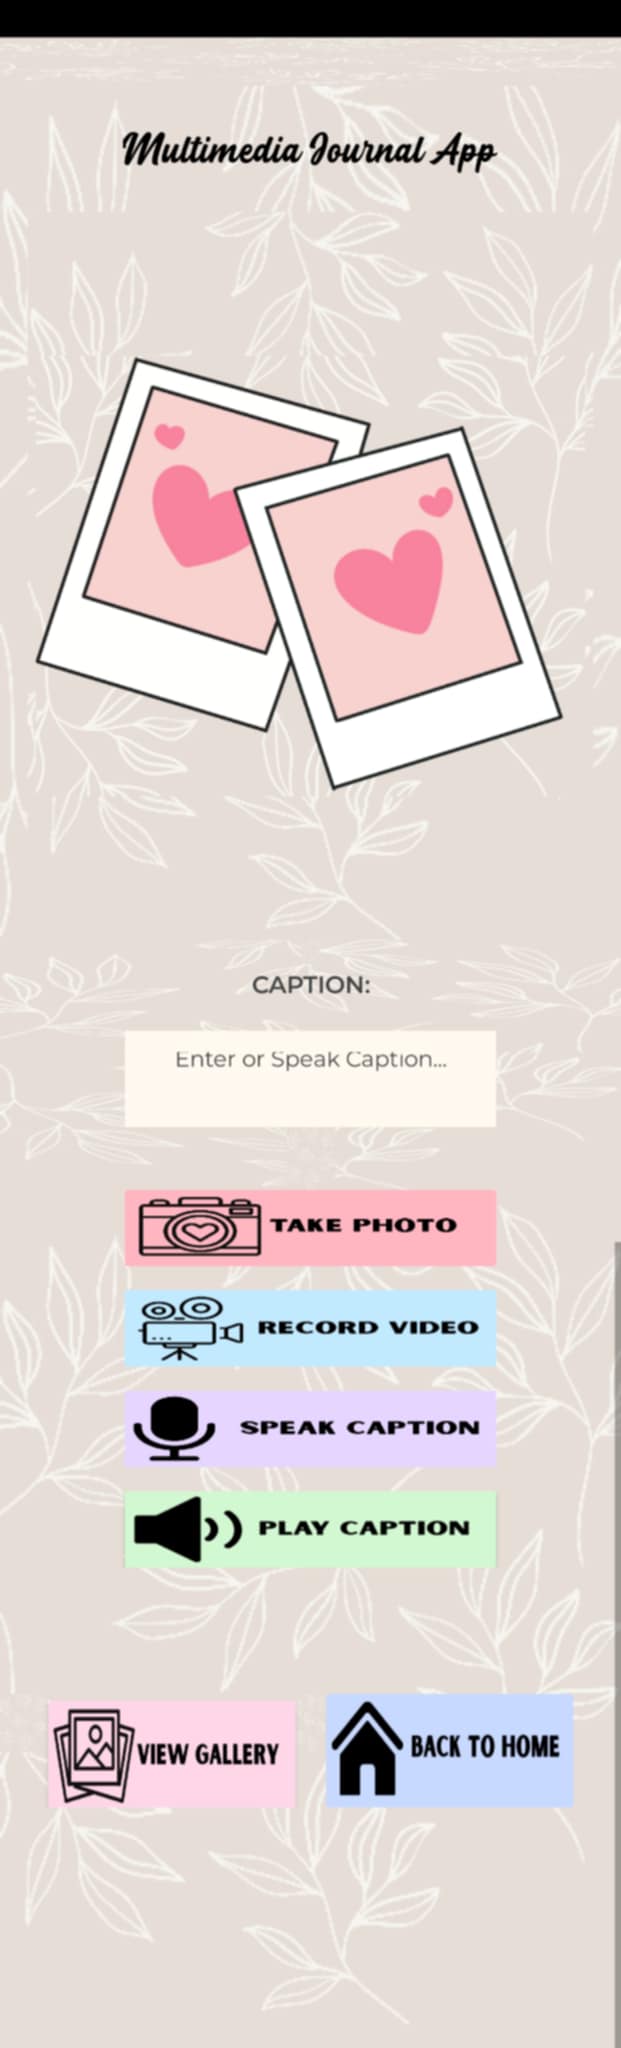 Multimedia Journal App
CAPTION:
Enter or Speak Caption...
TAKE PHOTO
RECORD VIDEO
SPEAK CAPTION
PLAY CAPTION
VIEW GALLERY
BACK TO HOME